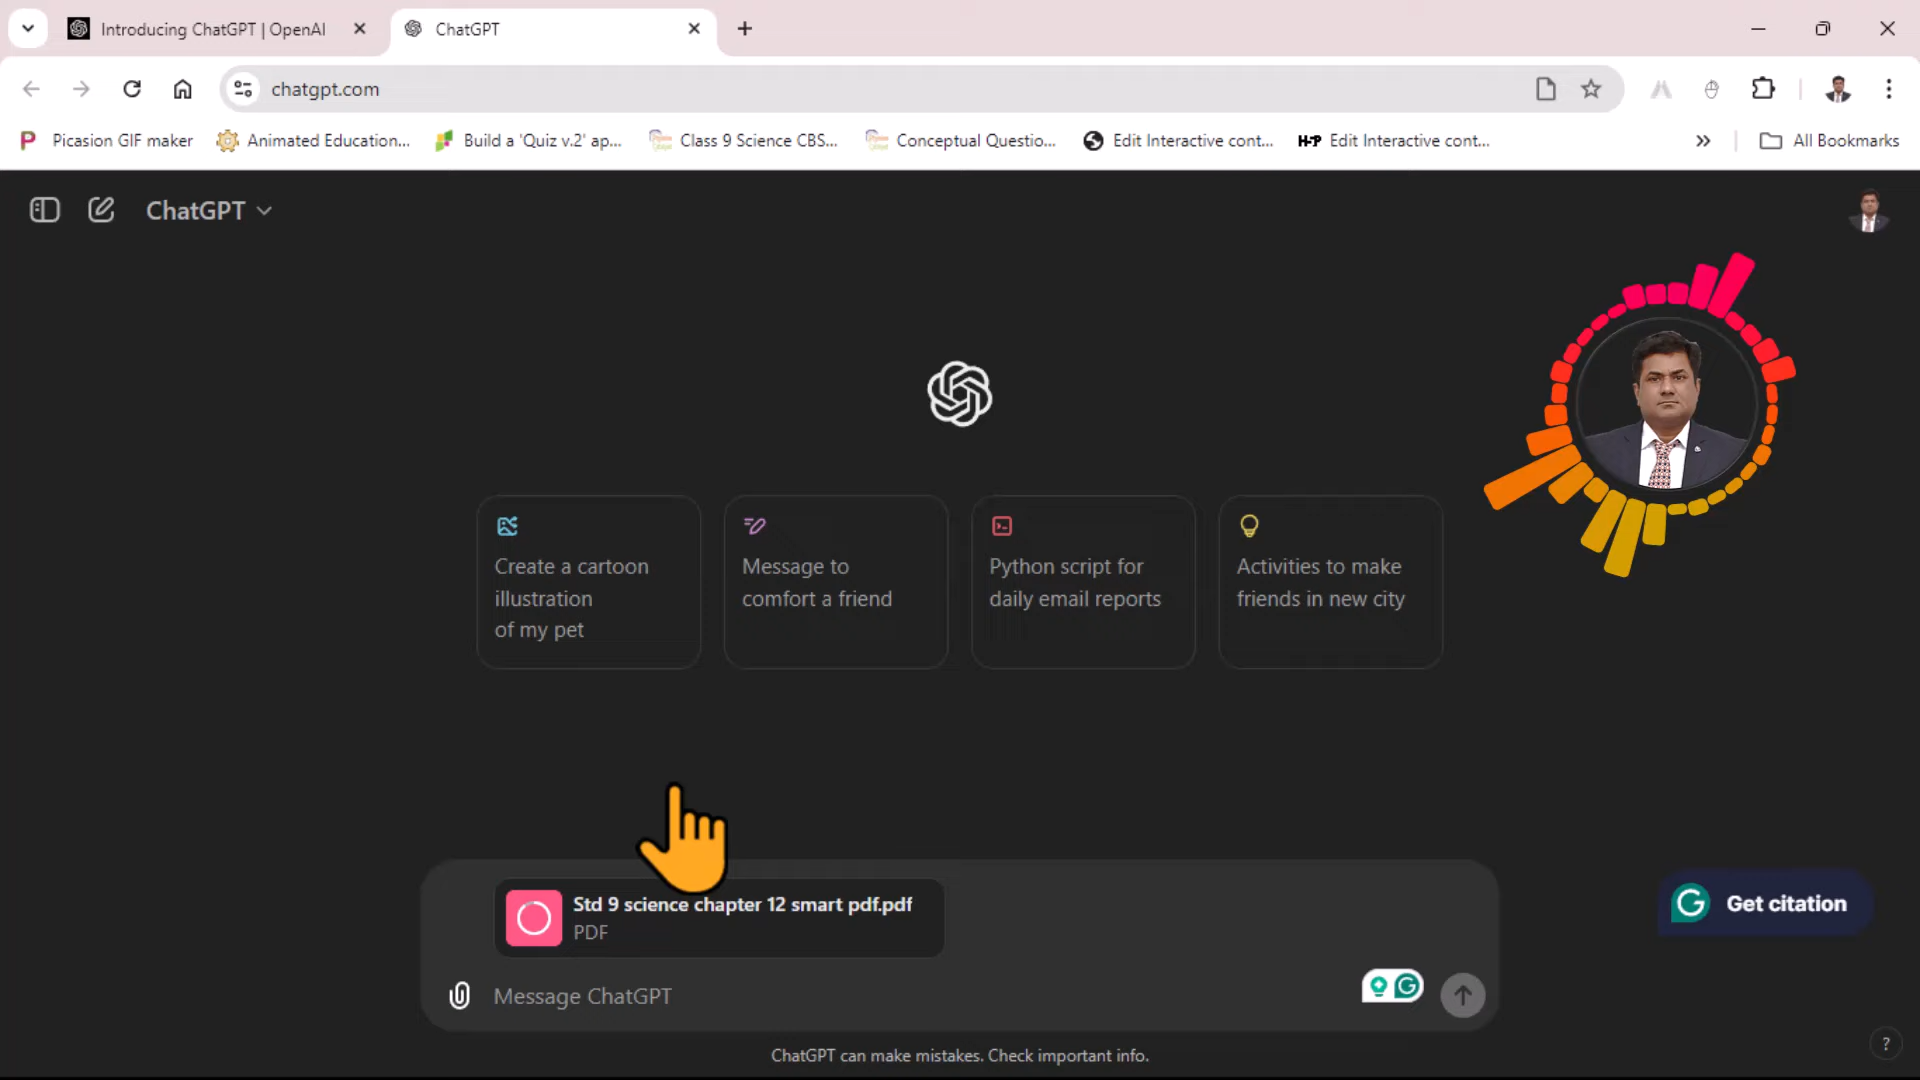 Introducing ChatGPT | OpenAI
ChatGPT
chatgpt.com
Picasion GIF maker
Animated Education...
Build a 'Quiz v.2' ap...
Class 9 Science CBS...
Conceptual Questio...
Edit Interactive cont...
H-P Edit Interactive cont...
All Bookmarks
ChatGPT
Create a cartoon
illustration
of my pet
Message to
comfort a friend
Python script for
daily email reports
Activities to make
friends in new city
Std 9 science chapter 12 smart pdf.pdf
PDF
Get citation
Message ChatGPT
ChatGPT can make mistakes. Check important info.
?